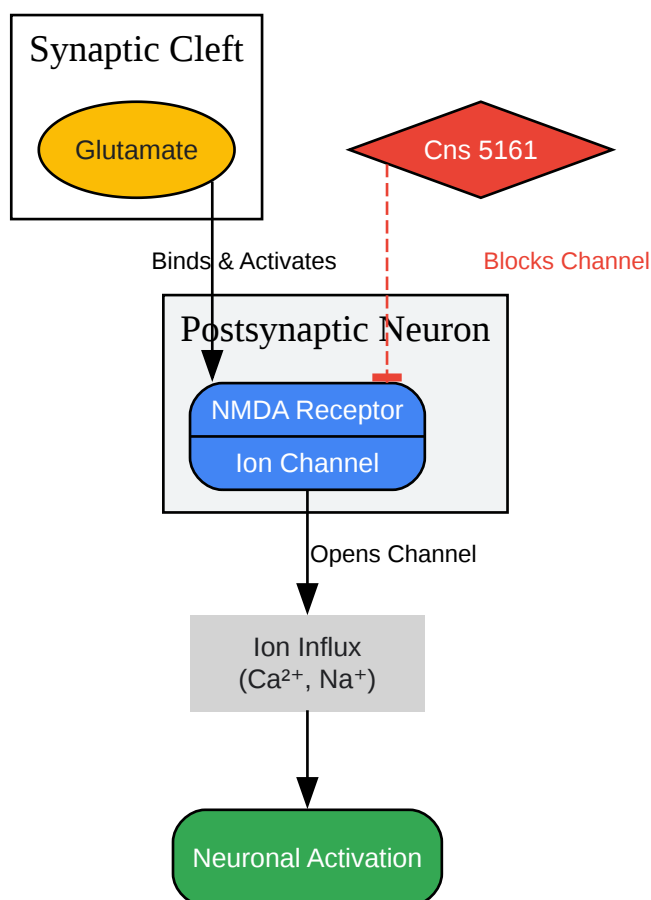 Synaptic Cleft
Glutamate
Cns 5161
Binds & Activates
Blocks Channel
Postsynaptic Neuron
NMDA Receptor
Ion Channel
Opens Channel
Ion Influx
(Ca²⁺, Na⁺)
Neuronal Activation